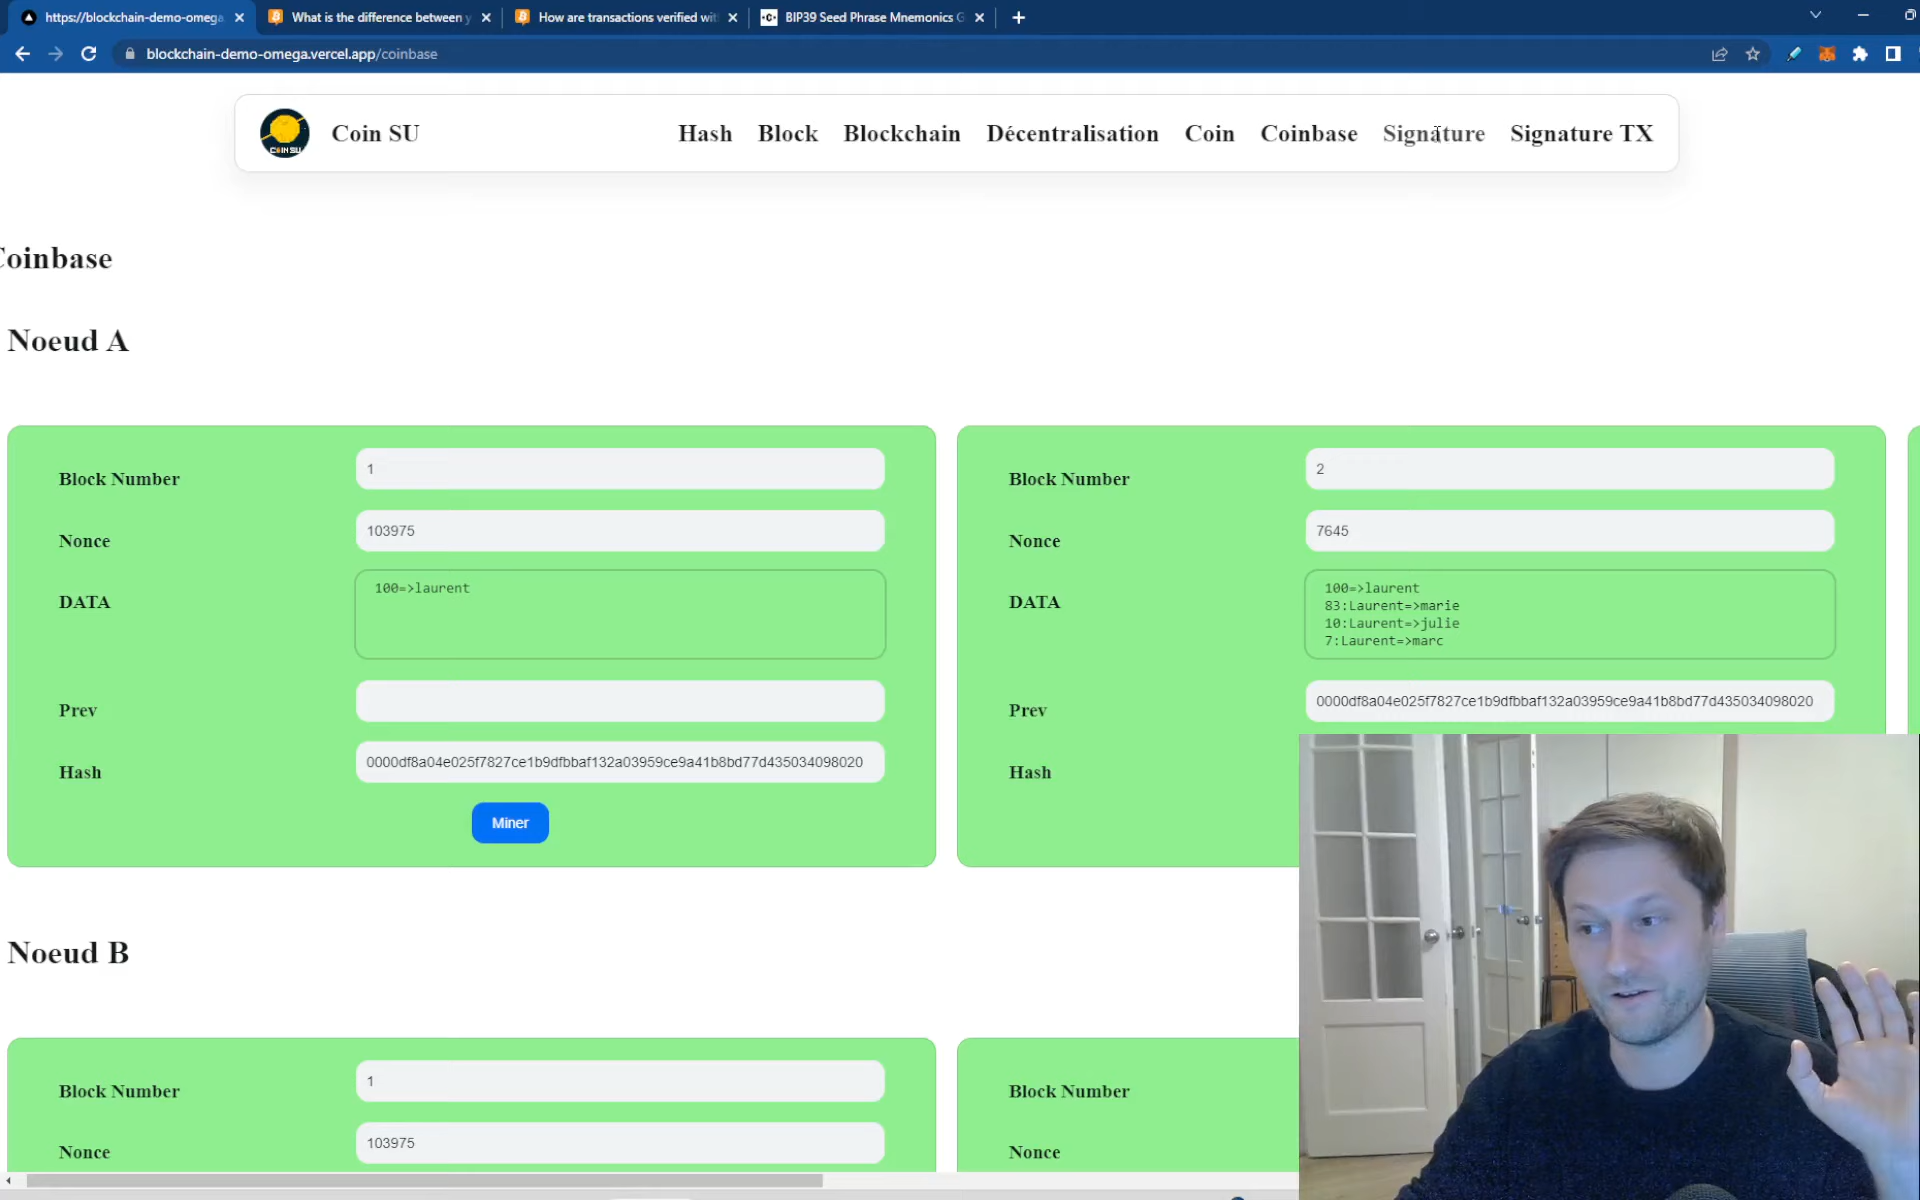 https://blockchain-demo-omega.
What is the difference between
How are transactions verified wit
BIP39 Seed Phrase Mnemonics G
blockchain-demo-omega.vercel.app/coinbase
COIN SU
Coin SU
Hash
Block
Blockchain
Décentralisation
Coin
Coinbase
Signature
Signature TX
Coinbase
Noeud A
Block Number
1
Nonce
103975
DATA
100=>laurent
Prev
Hash
0000df8a04e025f7827ce1b9dfbbaf132a03959ce9a41b8bd77d435034098020
Miner
Block Number
2
Nonce
7645
DATA
100=>laurent
83:Laurent=>marie
10:Laurent=>julie
7:Laurent=>marc
Prev
0000df8a04e025f7827ce1b9dfbbaf132a03959ce9a41b8bd77d435034098020
Hash
Noeud B
Block Number
1
Nonce
103975
Block Number
Nonce